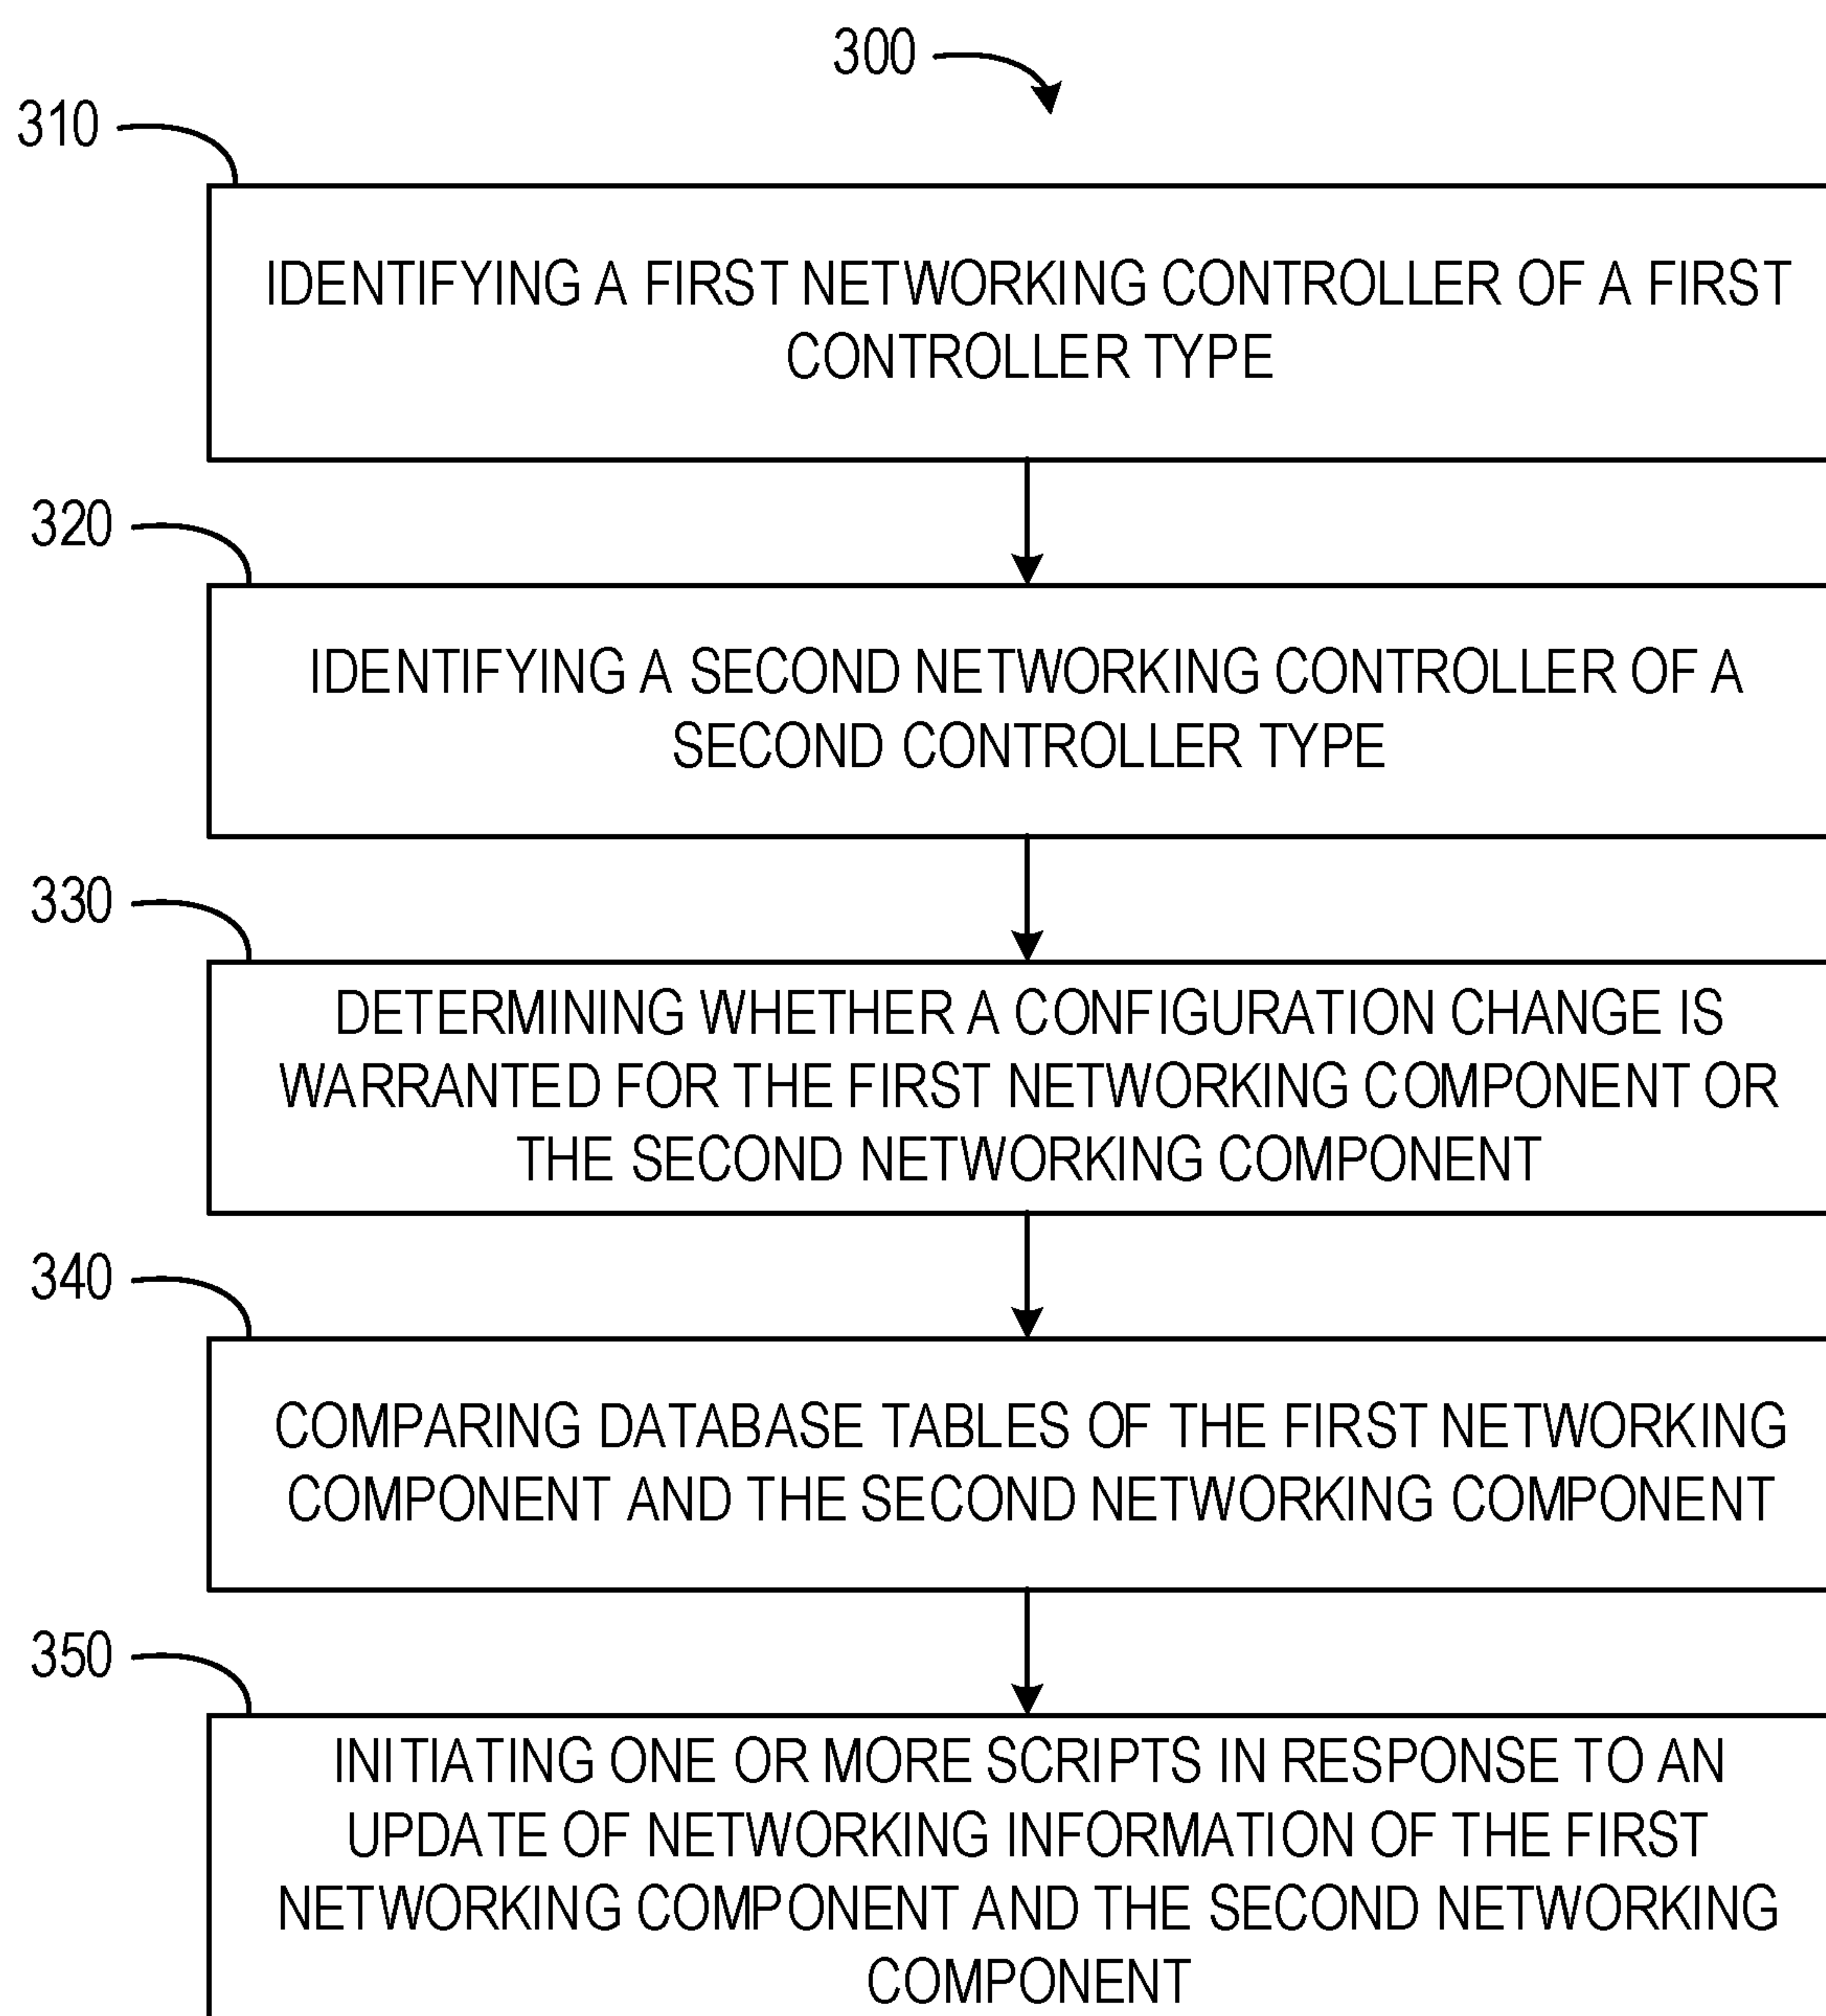 300
310
IDENTIFYING A FIRST NETWORKING CONTROLLER OF A FIRST
CONTROLLER TYPE
320
IDENTIFYING A SECOND NETWORKING CONTROLLER OF A
SECOND CONTROLLER TYPE
330
DETERMINING WHETHER A CONFIGURATION CHANGE IS
WARRANTED FOR THE FIRST NETWORKING COMPONENT OR
THE SECOND NETWORKING COMPONENT
340
COMPARING DATABASE TABLES OF THE FIRST NETWORKING
COMPONENT AND THE SECOND NETWORKING COMPONENT
350
INITIATING ONE OR MORE SCRIPTS IN RESPONSE TO AN
UPDATE OF NETWORKING INFORMATION OF THE FIRST
NETWORKING COMPONENT AND THE SECOND NETWORKING
COMPONENT